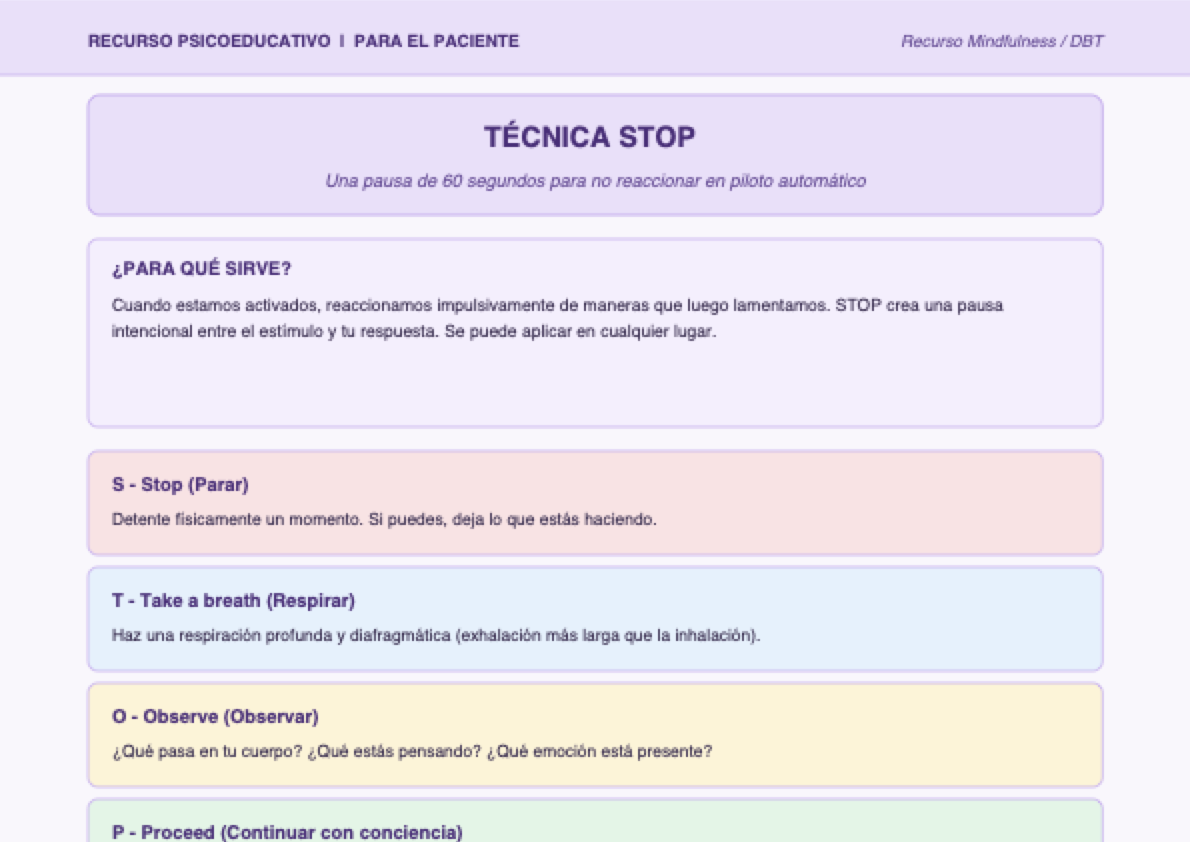 RECURSO PSICOEDUCATIVO | PARA EL PACIENTE
Recurso Mindfulness / DBT
TÉCNICA STOP
Una pausa de 60 segundos para no reaccionar en piloto automático
¿PARA QUÉ SIRVE?
Cuando estamos activados, reaccionamos impulsivamente de maneras que luego lamentamos. STOP crea una pausa
intencional entre el estímulo y tu respuesta. Se puede aplicar en cualquier lugar.
S - Stop (Parar)
Detente físicamente un momento. Si puedes, deja lo que estás haciendo.
T - Take a breath (Respirar)
Haz una respiración profunda y diafragmática (exhalación más larga que la inhalación).
O - Observe (Observar)
¿Qué pasa en tu cuerpo? ¿Qué estás pensando? ¿Qué emoción está presente?
P - Proceed (Continuar con conciencia)